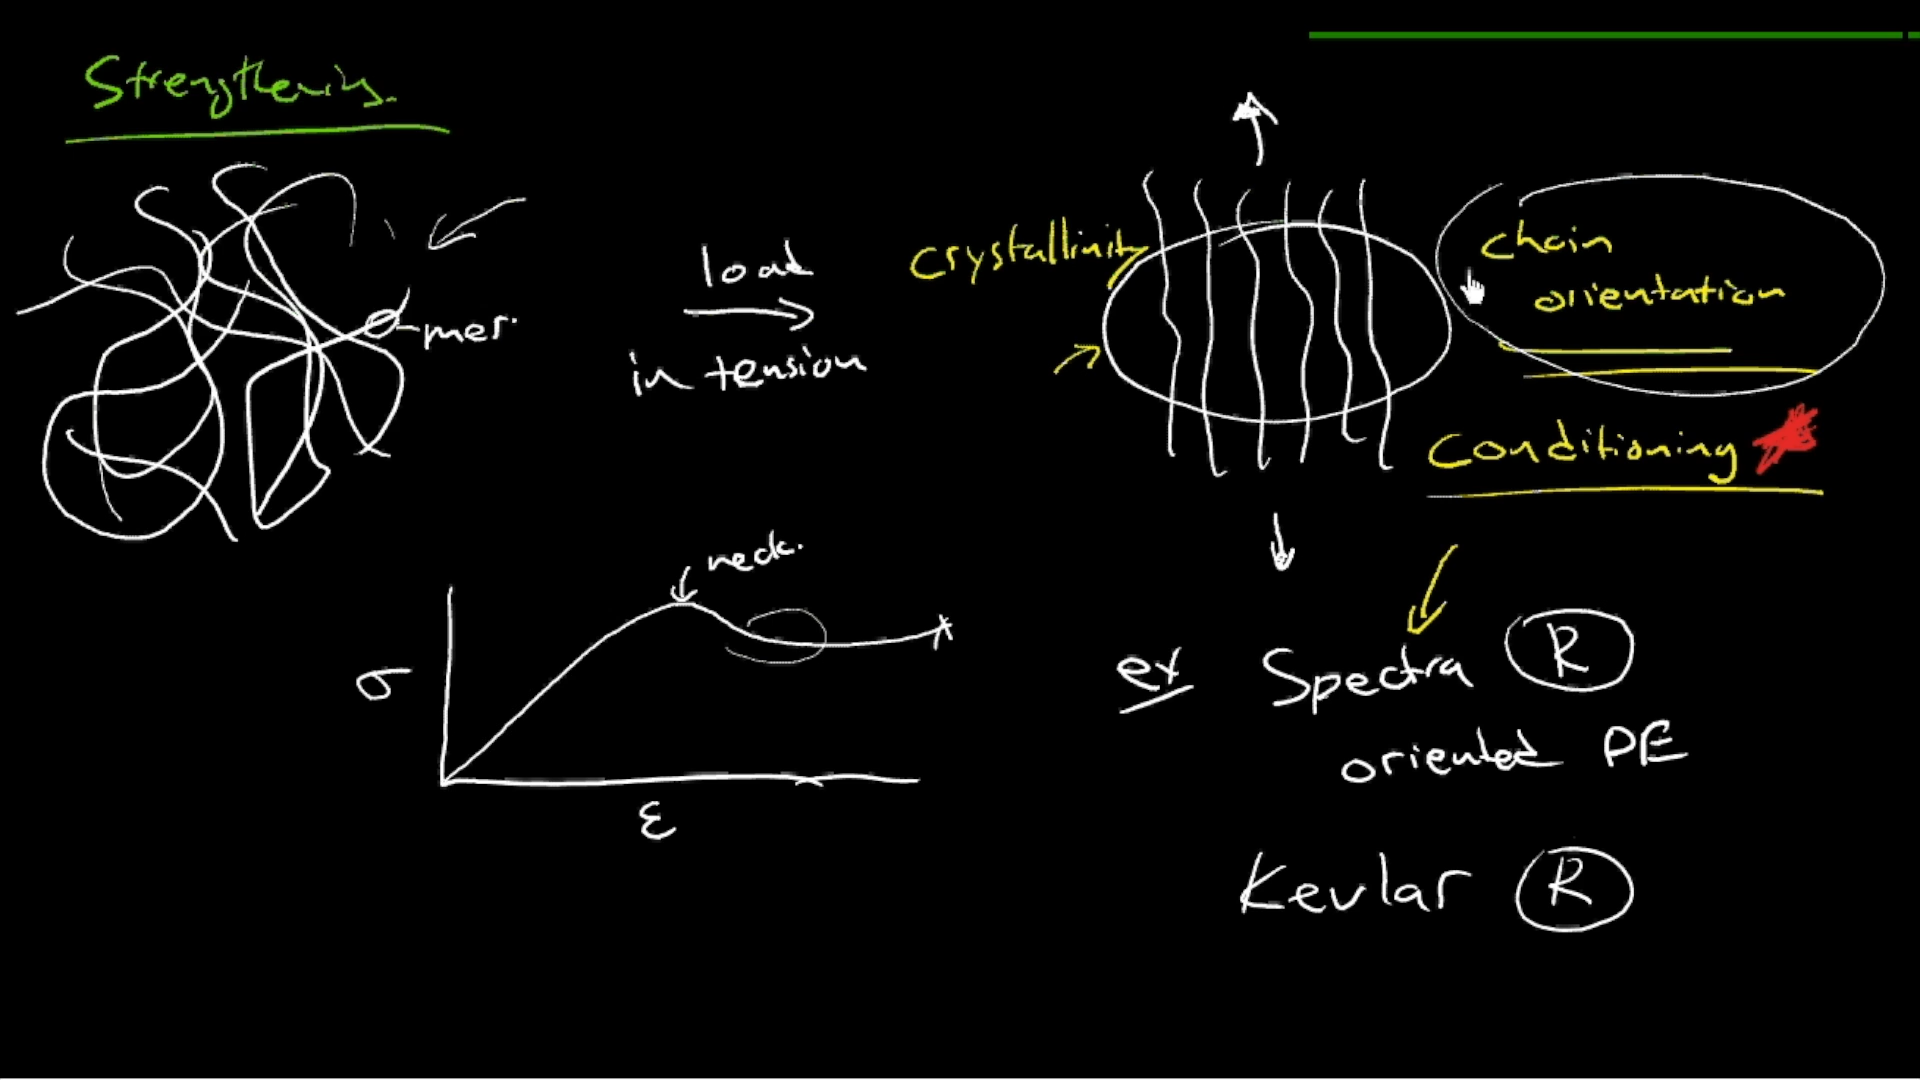 Strengthening.
mer.
load
in tension
crystallinity
chain
orientation
Conditioning
neck.
σ
ε
ex Spectra R
oriented PE
Kevlar R